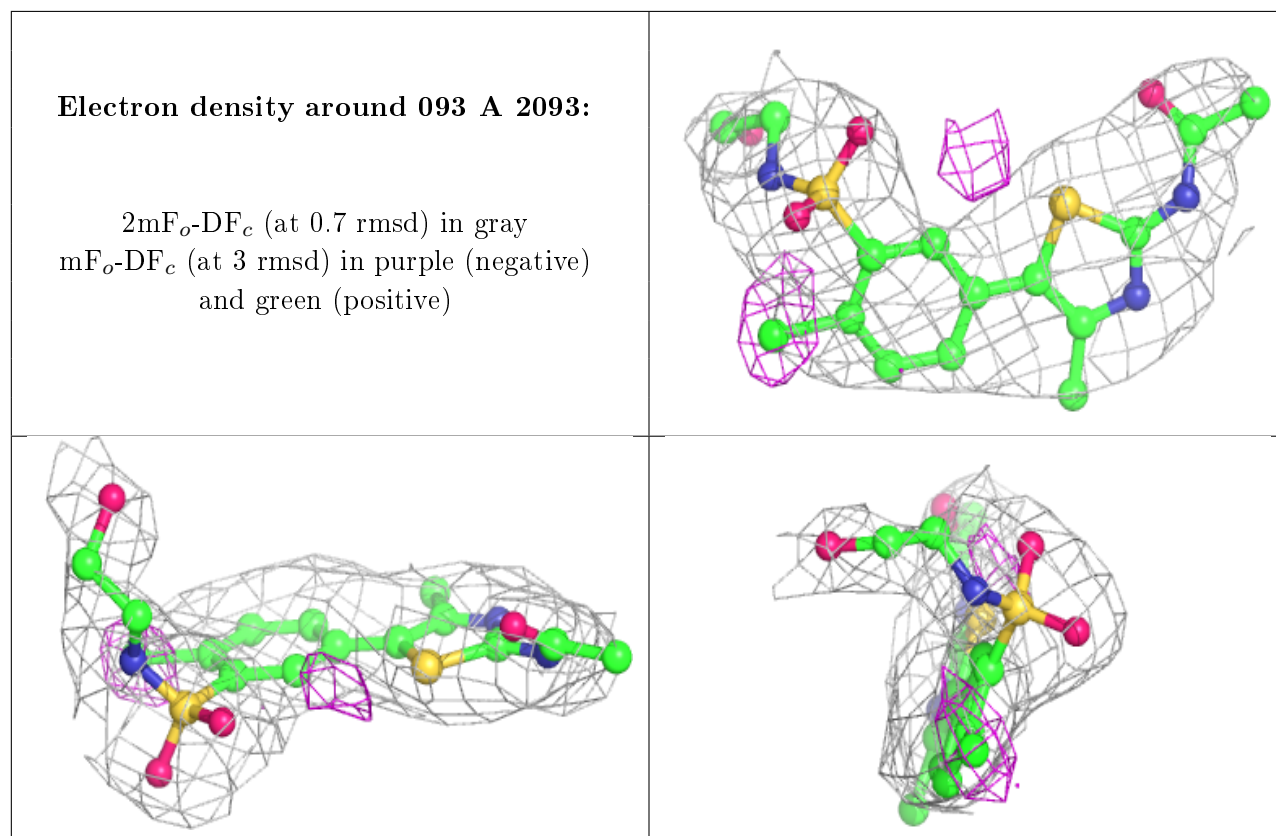 Electron density around 093 A 2093:
2mFo-DFc (at 0.7 rmsd) in gray
mFo-DFc (at 3 rmsd) in purple (negative)
and green (positive)